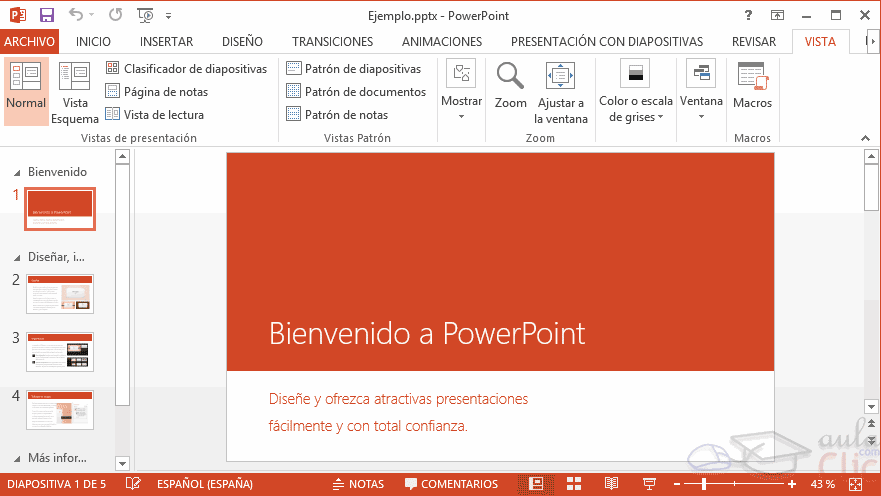 Ejemplo.pptx - PowerPoint
ARCHIVO INICIO INSERTAR DISEÑO TRANSICIONES ANIMACIONES PRESENTACIÓN CON DIAPOSITIVAS REVISAR VISTA
Normal
Vista
Esquema
Clasificador de diapositivas
Página de notas
Vista de lectura
Vistas de presentación
Patrón de diapositivas
Patrón de documentos
Patrón de notas
Vistas Patrón
Mostrar
Zoom
Ajustar a
la ventana
Zoom
Color o escala
de grises
Ventana
Macros
Macros
Bienvenido
1
Diseñar, i...
2
3
4
Más infor...
Bienvenido a PowerPoint
Diseñe y ofrezca atractivas presentaciones
fácilmente y con total confianza.
aula
.com
Clic
DIAPOSITIVA 1 DE 5 ESPAÑOL (ESPAÑA) NOTAS COMENTARIOS 43 %